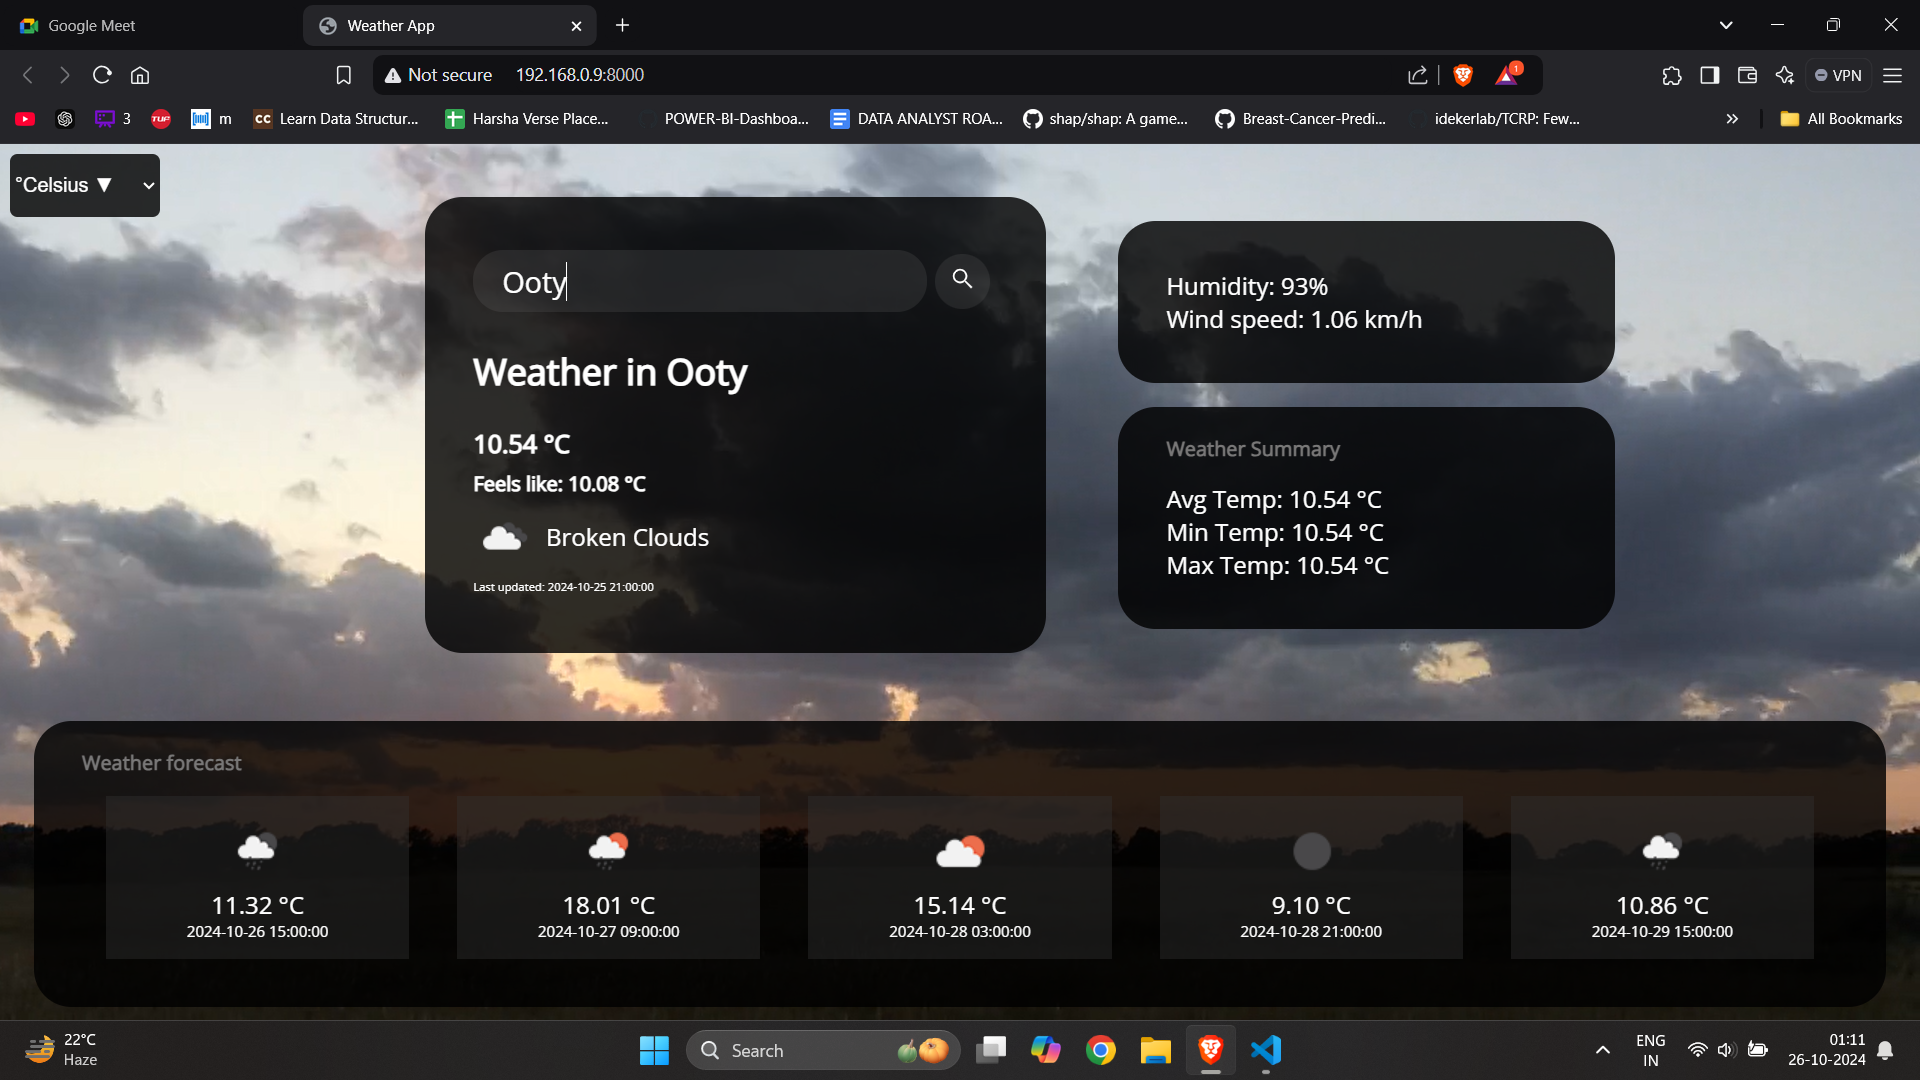 Google Meet
Weather App
Not secure 192.168.0.9:8000
1
VPN
3
TUF
m
CC Learn Data Structur...
Harsha Verse Place...
POWER-BI-Dashboa...
DATA ANALYST ROA...
shap/shap: A game...
Breast-Cancer-Predi...
idekerlab/TCRP: Few...
All Bookmarks
°Celsius ▼
Ooty
Weather in Ooty
10.54 °C
Feels like: 10.08 °C
Broken Clouds
Last updated: 2024-10-25 21:00:00
Humidity: 93%
Wind speed: 1.06 km/h
Weather Summary
Avg Temp: 10.54 °C
Min Temp: 10.54 °C
Max Temp: 10.54 °C
Weather forecast
11.32 °C
2024-10-26 15:00:00
18.01 °C
2024-10-27 09:00:00
15.14 °C
2024-10-28 03:00:00
9.10 °C
2024-10-28 21:00:00
10.86 °C
2024-10-29 15:00:00
22°C
Haze
Search
ENG
IN
01:11
26-10-2024